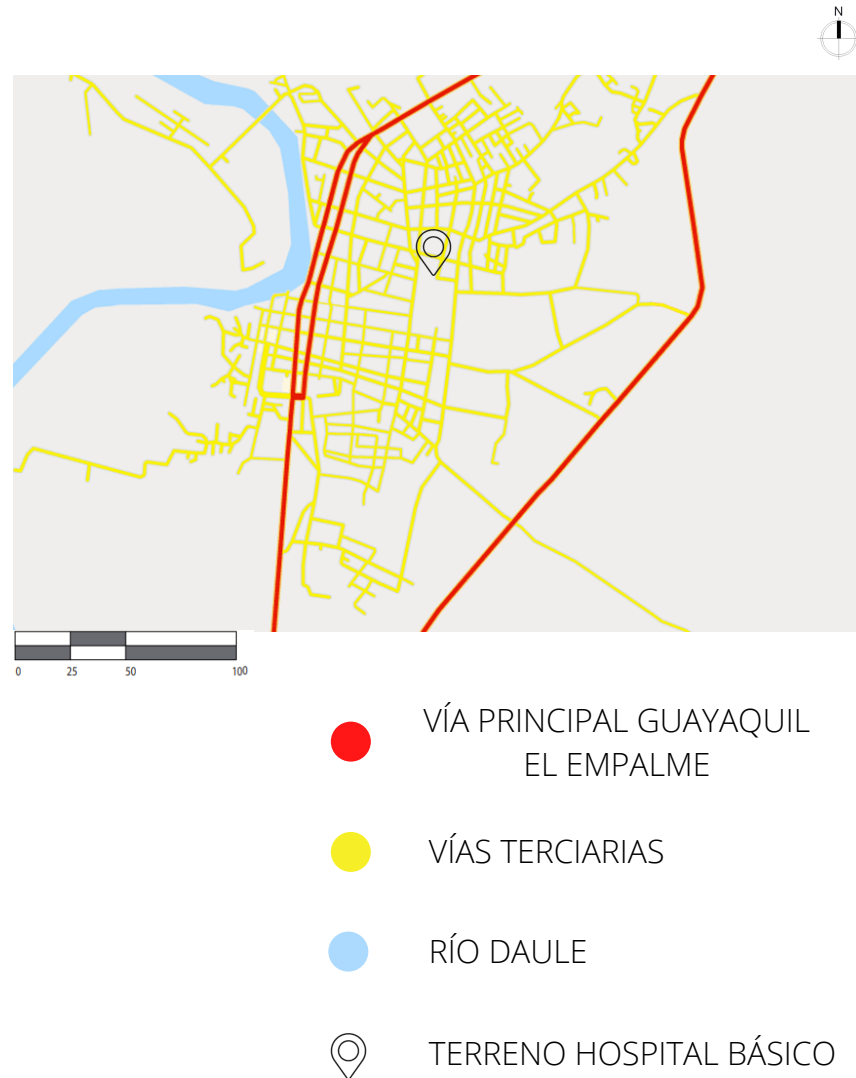 N
0 25 50 100
VÍA PRINCIPAL GUAYAQUIL
EL EMPALME
VÍAS TERCIARIAS
RÍO DAULE
TERRENO HOSPITAL BÁSICO